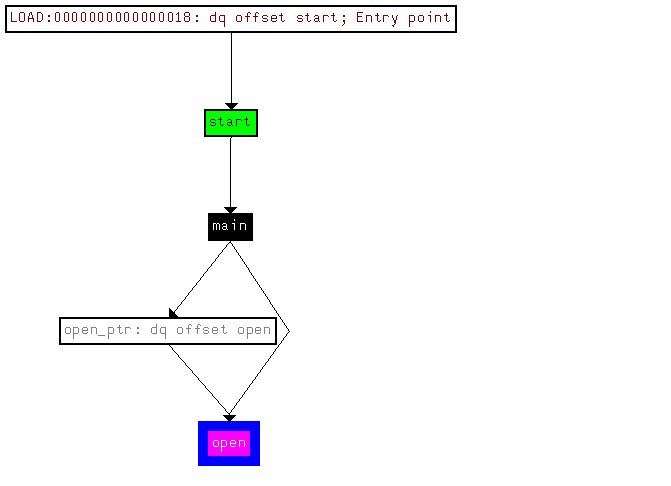 LOAD:0000000000000018: dq offset start; Entry point
start
main
open_ptr: dq offset open
open